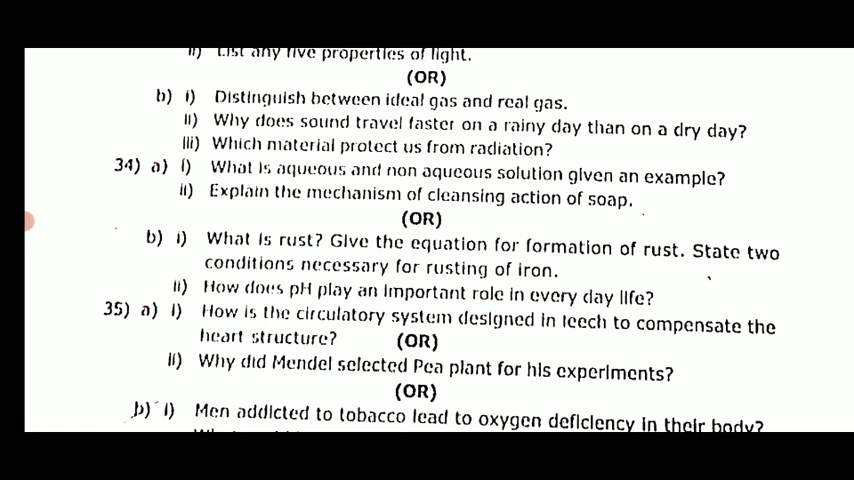 ii) List any five properties of light.
(OR)
b) i) Distinguish between ideal gas and real gas.
ii) Why does sound travel faster on a rainy day than on a dry day?
iii) Which material protect us from radiation?
34) a) i) What is aqueous and non aqueous solution given an example?
ii) Explain the mechanism of cleansing action of soap.
(OR)
b) i) What is rust? Give the equation for formation of rust. State two
conditions necessary for rusting of iron.
ii) How does pH play an important role in every day life?
35) a) i) How is the circulatory system designed in leech to compensate the
heart structure? (OR)
ii) Why did Mendel selected Pea plant for his experiments?
(OR)
b) i) Men addicted to tobacco lead to oxygen deficiency in their body?